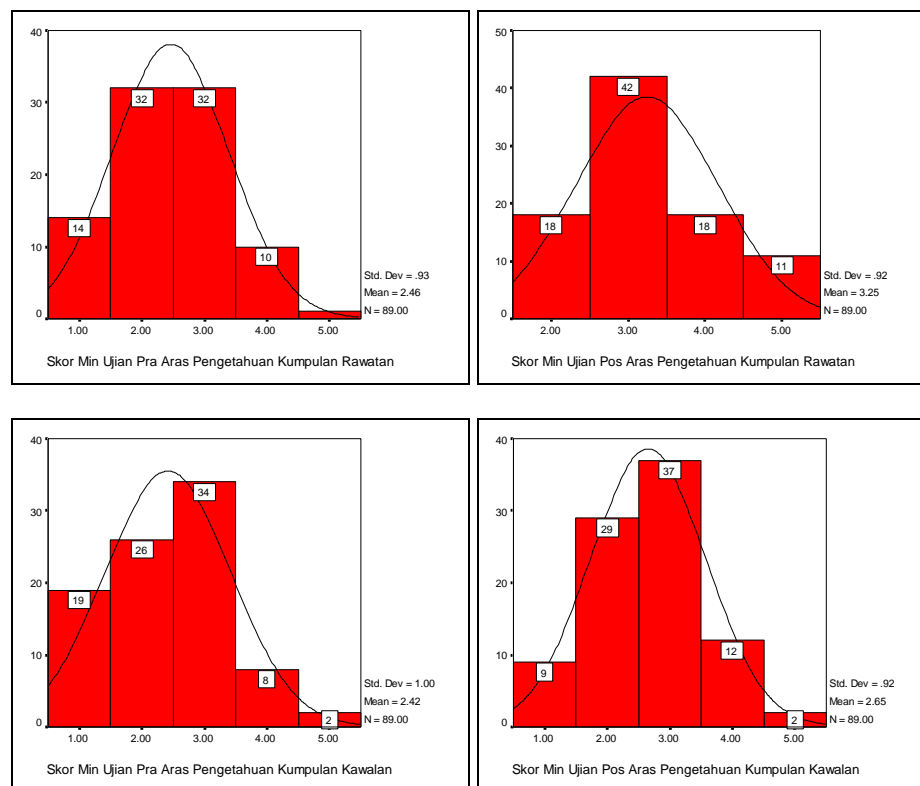 40
30
20
10
0
14
32
32
10
Std. Dev = .93
Mean = 2.46
N = 89.00
1.00 2.00 3.00 4.00 5.00
Skor Min Ujian Pra Aras Pengetahuan Kumpulan Rawatan
50
40
30
20
10
0
18
42
18
11
Std. Dev = .92
Mean = 3.25
N = 89.00
2.00 3.00 4.00 5.00
Skor Min Ujian Pos Aras Pengetahuan Kumpulan Rawatan
40
30
20
10
0
19
26
34
8
2
Std. Dev = 1.00
Mean = 2.42
N = 89.00
1.00 2.00 3.00 4.00 5.00
Skor Min Ujian Pra Aras Pengetahuan Kumpulan Kawalan
40
30
20
10
0
9
29
37
12
2
Std. Dev = .92
Mean = 2.65
N = 89.00
1.00 2.00 3.00 4.00 5.00
Skor Min Ujian Pos Aras Pengetahuan Kumpulan Kawalan